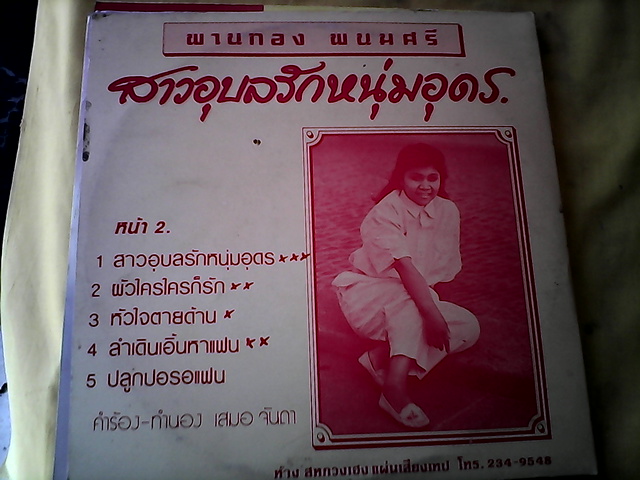 พานทอง พนมศรี
สาวอุบลรักหนุ่มอุดร.
หน้า 2.
1 สาวอุบลรักหนุ่มอุดร ***
2 ผัวใครใครก็รัก **
3 หัวใจตายด้าน *
4 ลำเดินเอิ้นหาแฟน **
5 ปลูกปอรอแฟน
คำร้อง-ทำนอง เสมอ จันดา
ห้าง สหกวงเฮง แผ่นเสียงเทป โทร. 234-9548